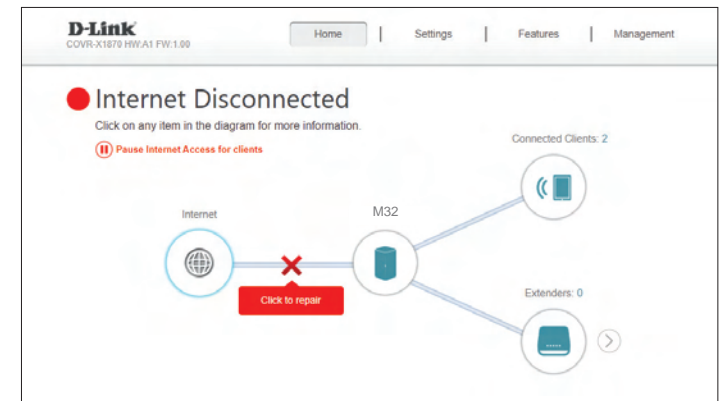 D-Link
COVR-X1870 HW:A1 FW:1.00
Home | Settings | Features | Management
Internet Disconnected
Click on any item in the diagram for more information.
Pause Internet Access for clients
Connected Clients: 2
Internet
M32
Click to repair
Extenders: 0